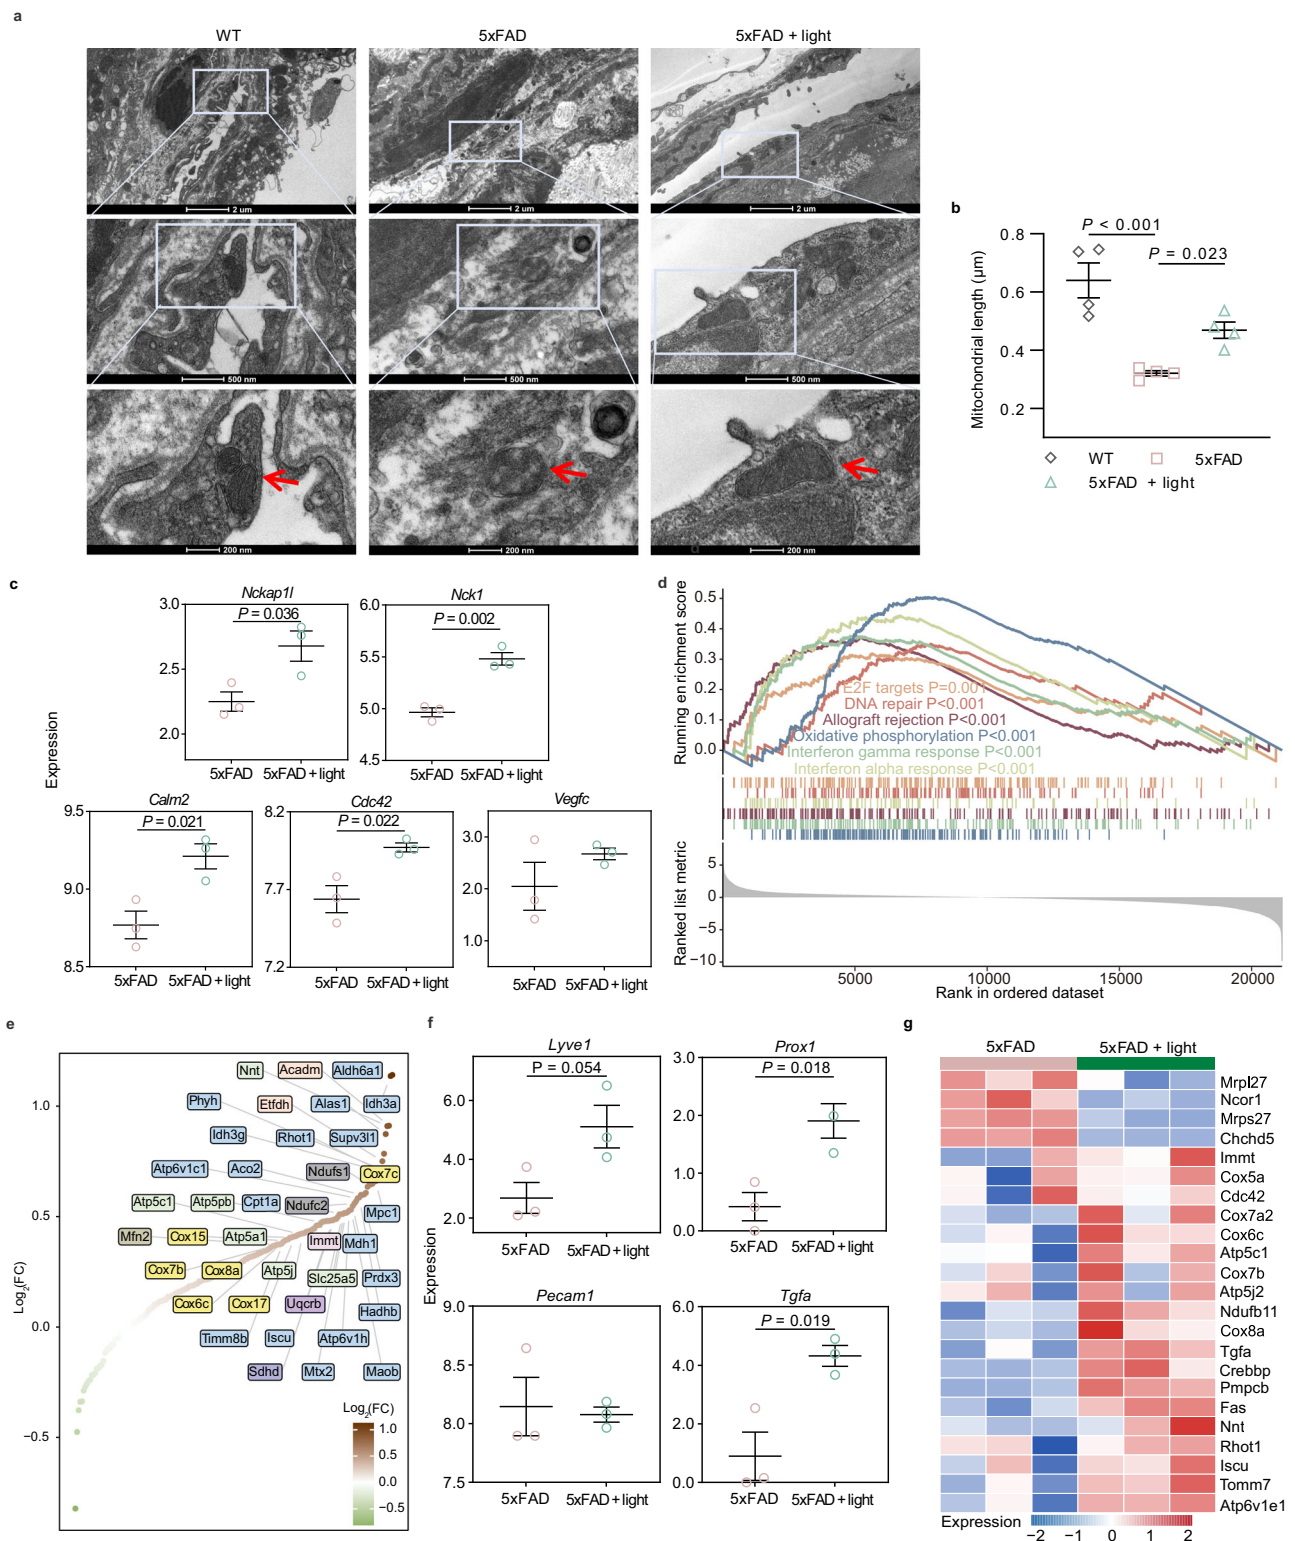 a
WT
5xFAD
5xFAD + light
2 um
2 um
2 um
500 nm
500 nm
500 nm
200 nm
200 nm
200 nm
b
P < 0.001
P = 0.023
Mitochondrial length (μm)
0.8
0.6
0.4
0.2
WT
5xFAD
5xFAD + light
c
Expression
Nckap1l
P = 0.036
3.0
2.5
2.0
5xFAD
5xFAD + light
Nck1
P = 0.002
6.0
5.5
5.0
4.5
5xFAD
5xFAD + light
Calm2
P = 0.021
9.5
9.0
8.5
5xFAD
5xFAD + light
Cdc42
P = 0.022
8.2
7.7
7.2
5xFAD
5xFAD + light
Vegfc
3.0
2.0
1.0
5xFAD
5xFAD + light
d
Running enrichment score
0.5
0.4
0.3
0.2
0.1
0.0
E2F targets P=0.001
DNA repair P<0.001
Allograft rejection P<0.001
Oxidative phosphorylation P<0.001
Interferon gamma response P<0.001
Interferon alpha response P<0.001
Ranked list metric
5
0
−5
−10
5000
10000
15000
20000
Rank in ordered dataset
e
Log2(FC)
1.0
0.5
0.0
−0.5
Nnt
Acadm
Aldh6a1
Phyh
Etfdh
Alas1
Idh3a
Idh3g
Rhot1
Supv3l1
Atp6v1c1
Aco2
Ndufs1
Cox7c
Atp5c1
Atp5pb
Cpt1a
Ndufc2
Mpc1
Mfn2
Cox15
Atp5a1
Immt
Mdh1
Cox7b
Cox8a
Atp5j
Slc25a5
Prdx3
Cox6c
Cox17
Uqcrb
Hadhb
Timm8b
Iscu
Atp6v1h
Sdhd
Mtx2
Maob
Log2(FC)
1.0
0.5
0.0
−0.5
f
Expression
Lyve1
P = 0.054
6.0
4.0
2.0
5xFAD
5xFAD + light
Prox1
P = 0.018
3.0
2.0
1.0
0.0
5xFAD
5xFAD + light
Pecam1
9.0
8.5
8.0
7.5
5xFAD
5xFAD + light
Tgfa
P = 0.019
6.0
4.0
2.0
0.0
5xFAD
5xFAD + light
g
5xFAD
5xFAD + light
Mrpl27
Ncor1
Mrps27
Chchd5
Immt
Cox5a
Cdc42
Cox7a2
Cox6c
Atp5c1
Cox7b
Atp5j2
Ndufb11
Cox8a
Tgfa
Crebbp
Pmpcb
Fas
Nnt
Rhot1
Iscu
Tomm7
Atp6v1e1
Expression
−2
−1
0
1
2